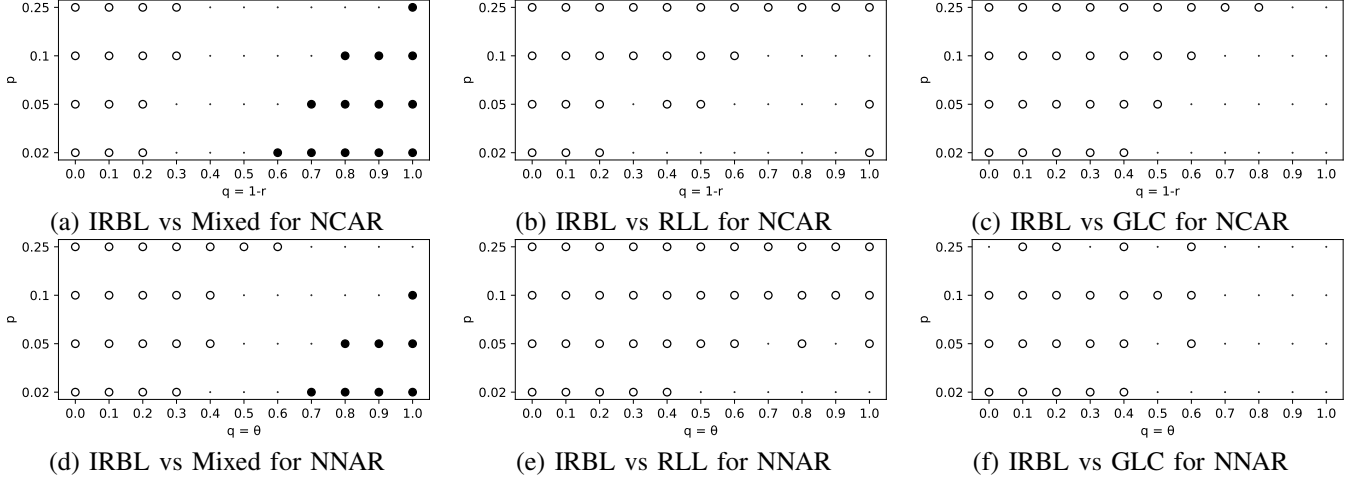 0.25
0.1
p
0.05
0.02
0.0 0.1 0.2 0.3 0.4 0.5 0.6 0.7 0.8 0.9 1.0
q = 1-r
(a) IRBL vs Mixed for NCAR
0.25
0.1
p
0.05
0.02
0.0 0.1 0.2 0.3 0.4 0.5 0.6 0.7 0.8 0.9 1.0
q = 1-r
(b) IRBL vs RLL for NCAR
0.25
0.1
p
0.05
0.02
0.0 0.1 0.2 0.3 0.4 0.5 0.6 0.7 0.8 0.9 1.0
q = 1-r
(c) IRBL vs GLC for NCAR
0.25
0.1
p
0.05
0.02
0.0 0.1 0.2 0.3 0.4 0.5 0.6 0.7 0.8 0.9 1.0
q = θ
(d) IRBL vs Mixed for NNAR
0.25
0.1
p
0.05
0.02
0.0 0.1 0.2 0.3 0.4 0.5 0.6 0.7 0.8 0.9 1.0
q = θ
(e) IRBL vs RLL for NNAR
0.25
0.1
p
0.05
0.02
0.0 0.1 0.2 0.3 0.4 0.5 0.6 0.7 0.8 0.9 1.0
q = θ
(f) IRBL vs GLC for NNAR